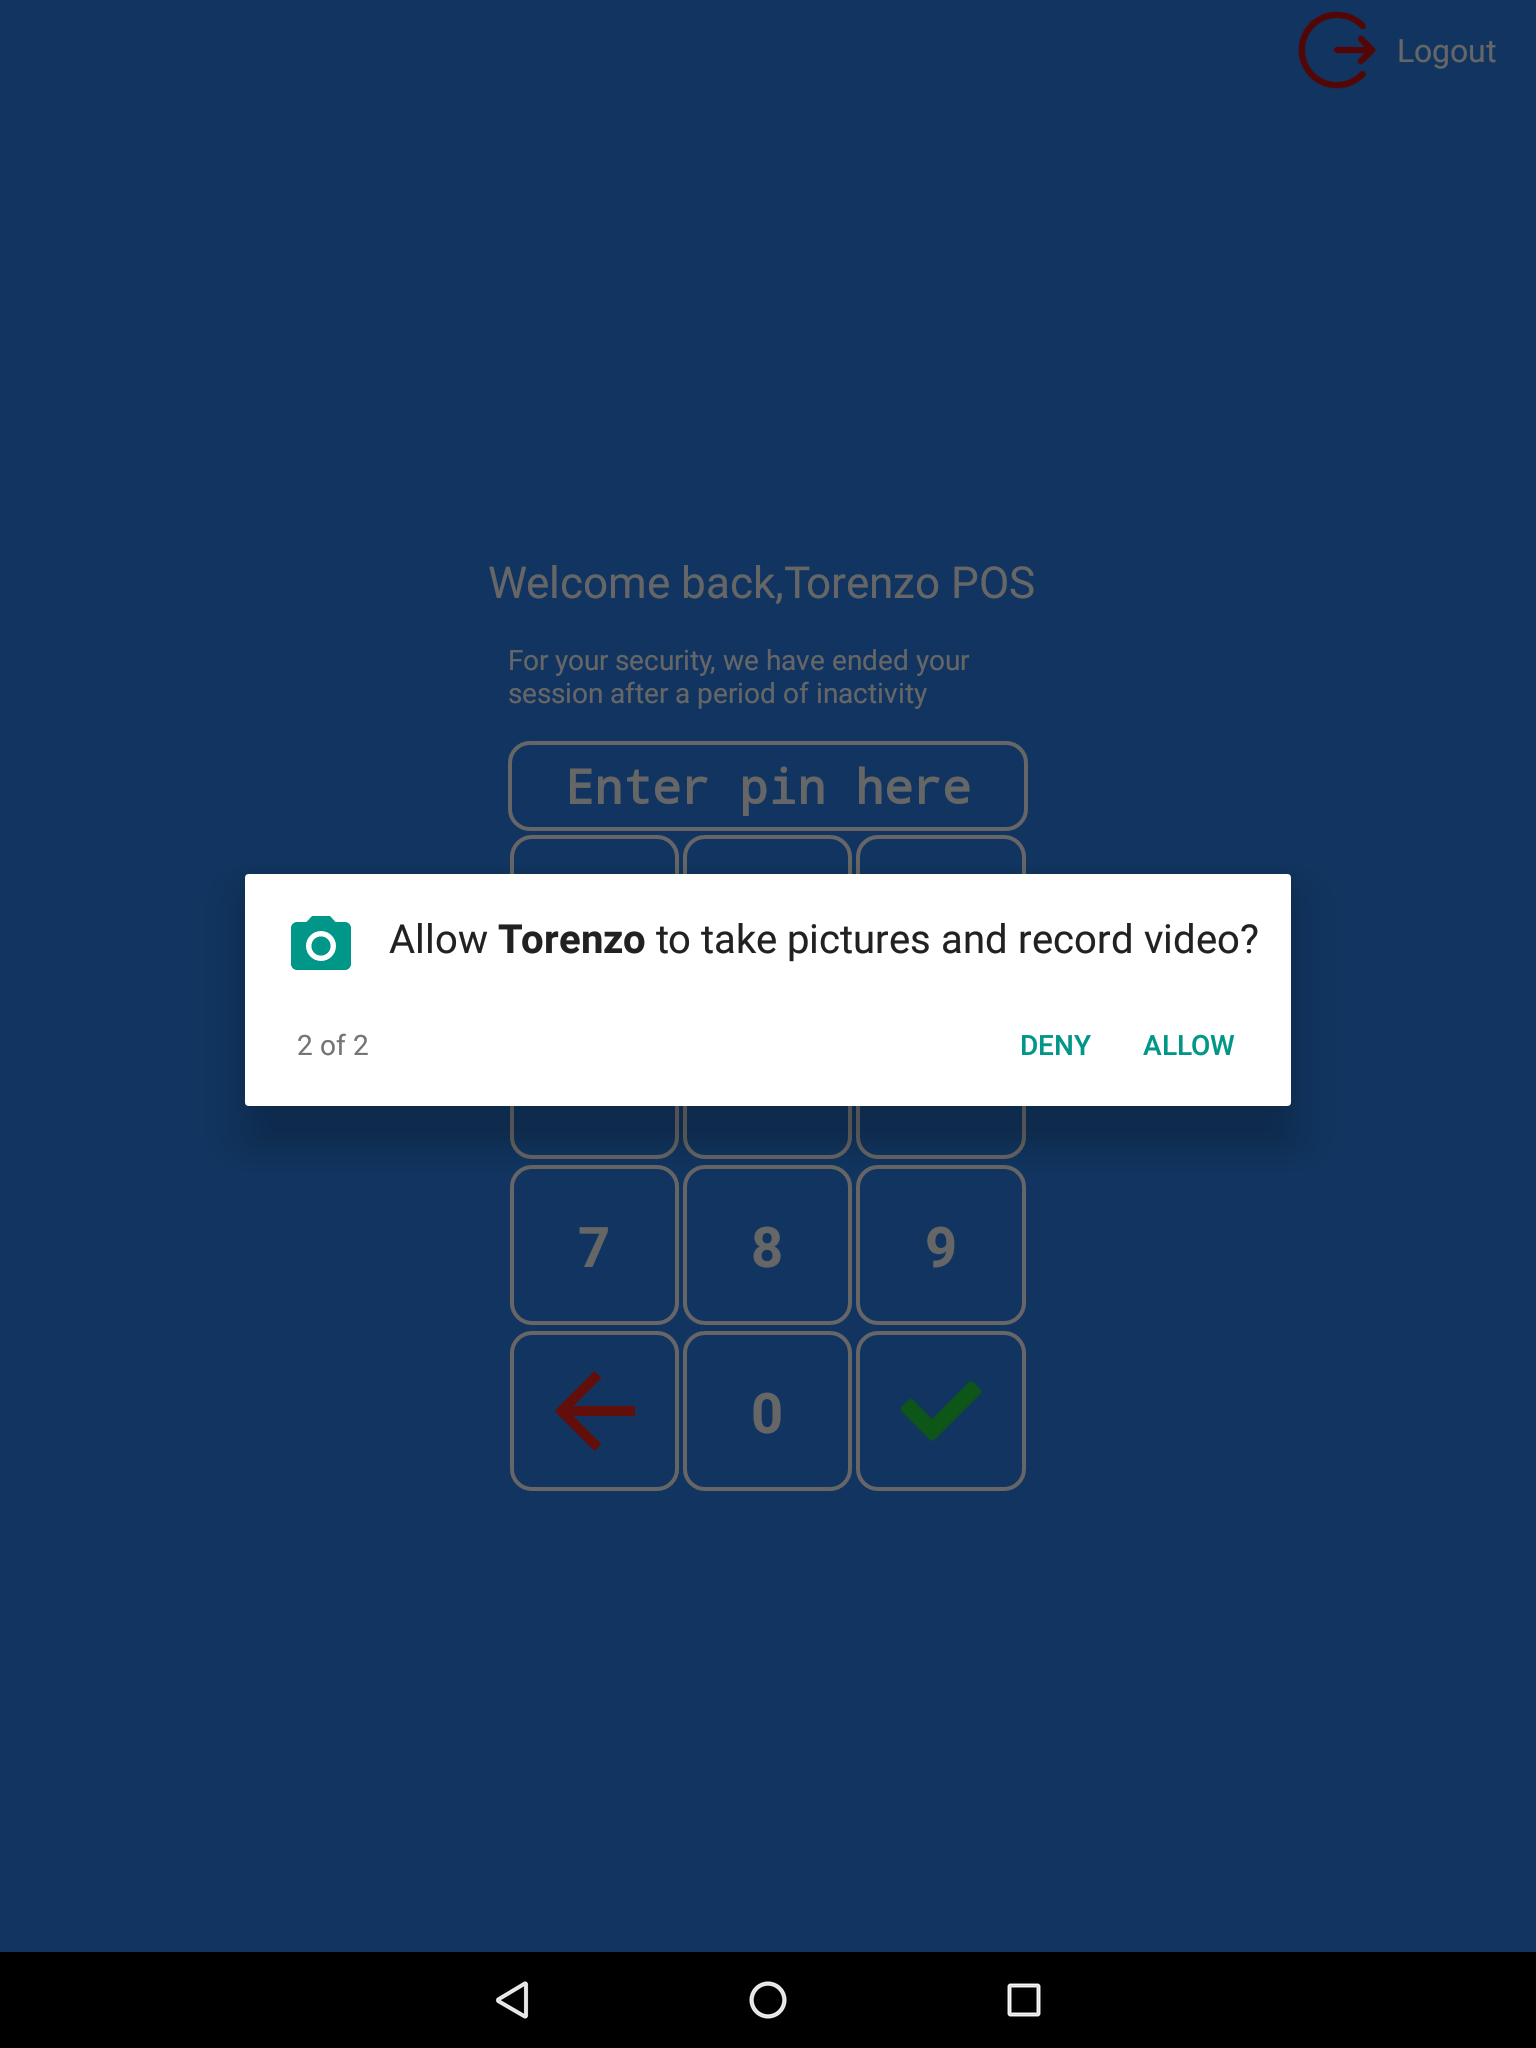 Logout
Welcome back,Torenzo POS
For your security, we have ended your
session after a period of inactivity
Enter pin here
Allow Torenzo to take pictures and record video?
2 of 2
DENY
ALLOW
7
8
9
0